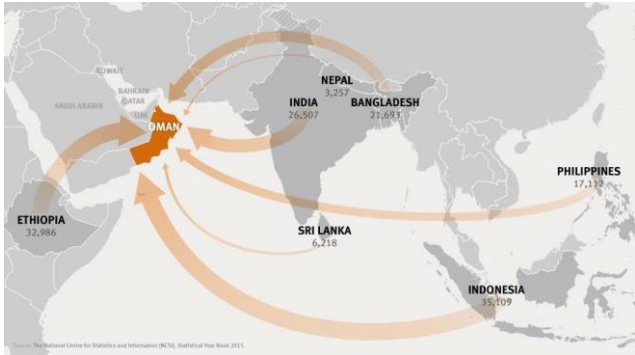 KUWAIT
BAHRAIN
QATAR
SAUDI ARABIA
UAE
OMAN
NEPAL
3,257
INDIA
26,507
BANGLADESH
21,693
PHILIPPINES
17,112
ETHIOPIA
32,986
SRI LANKA
6,218
INDONESIA
35,109
Source: The National Centre for Statistics and Information (NCSI), Statistical Year Book 2015